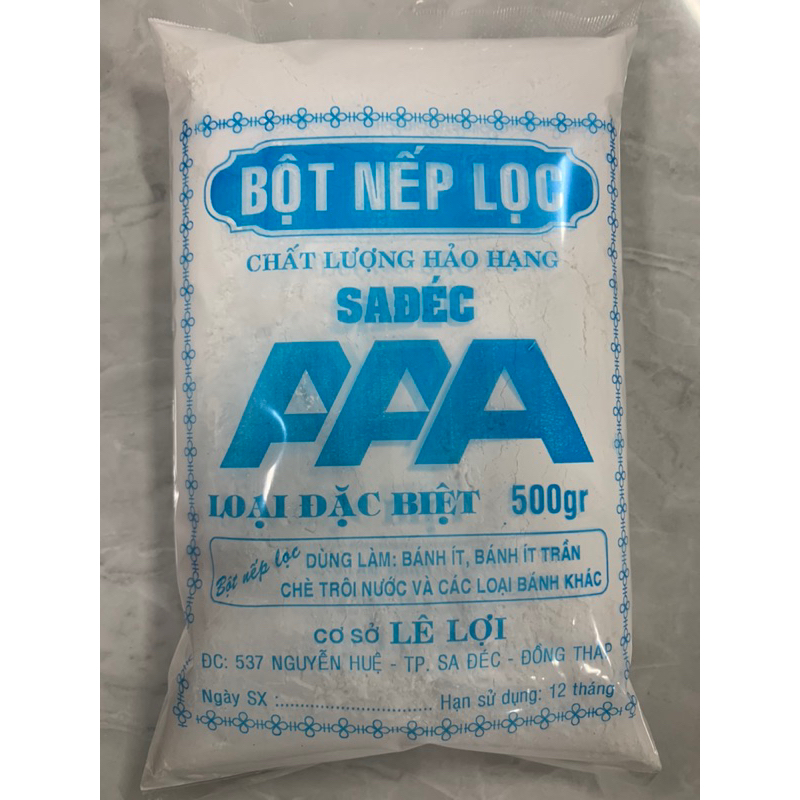 BỘT NẾP LỌC
CHẤT LƯỢNG HẢO HẠNG
SAĐÉC
AAA
LOẠI ĐẶC BIỆT 500gr
Bột nếp lọc DÙNG LÀM: BÁNH ÍT, BÁNH ÍT TRẦN
CHÈ TRÔI NƯỚC VÀ CÁC LOẠI BÁNH KHÁC
CƠ SỞ LÊ LỢI
ĐC: 537 NGUYỄN HUỆ - TP. SA ĐÉC - ĐỒNG THÁP
Ngày SX :............................ Hạn sử dụng: 12 tháng